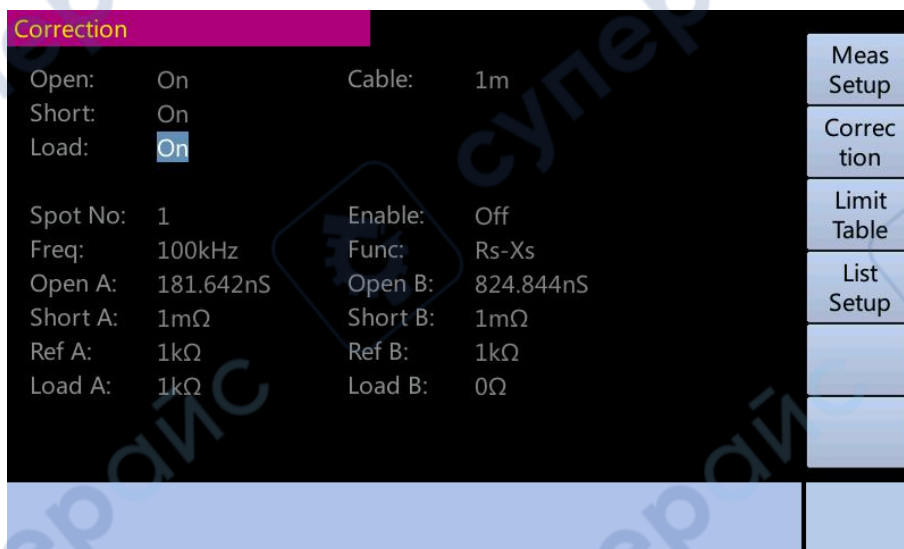 Correction
Open: On Cable: 1m
Short: On
Load: On
Spot No: 1 Enable: Off
Freq: 100kHz Func: Rs-Xs
Open A: 181.642nS Open B: 824.844nS
Short A: 1mΩ Short B: 1mΩ
Ref A: 1kΩ Ref B: 1kΩ
Load A: 1kΩ Load B: 0Ω
Meas
Setup
Correc
tion
Limit
Table
List
Setup